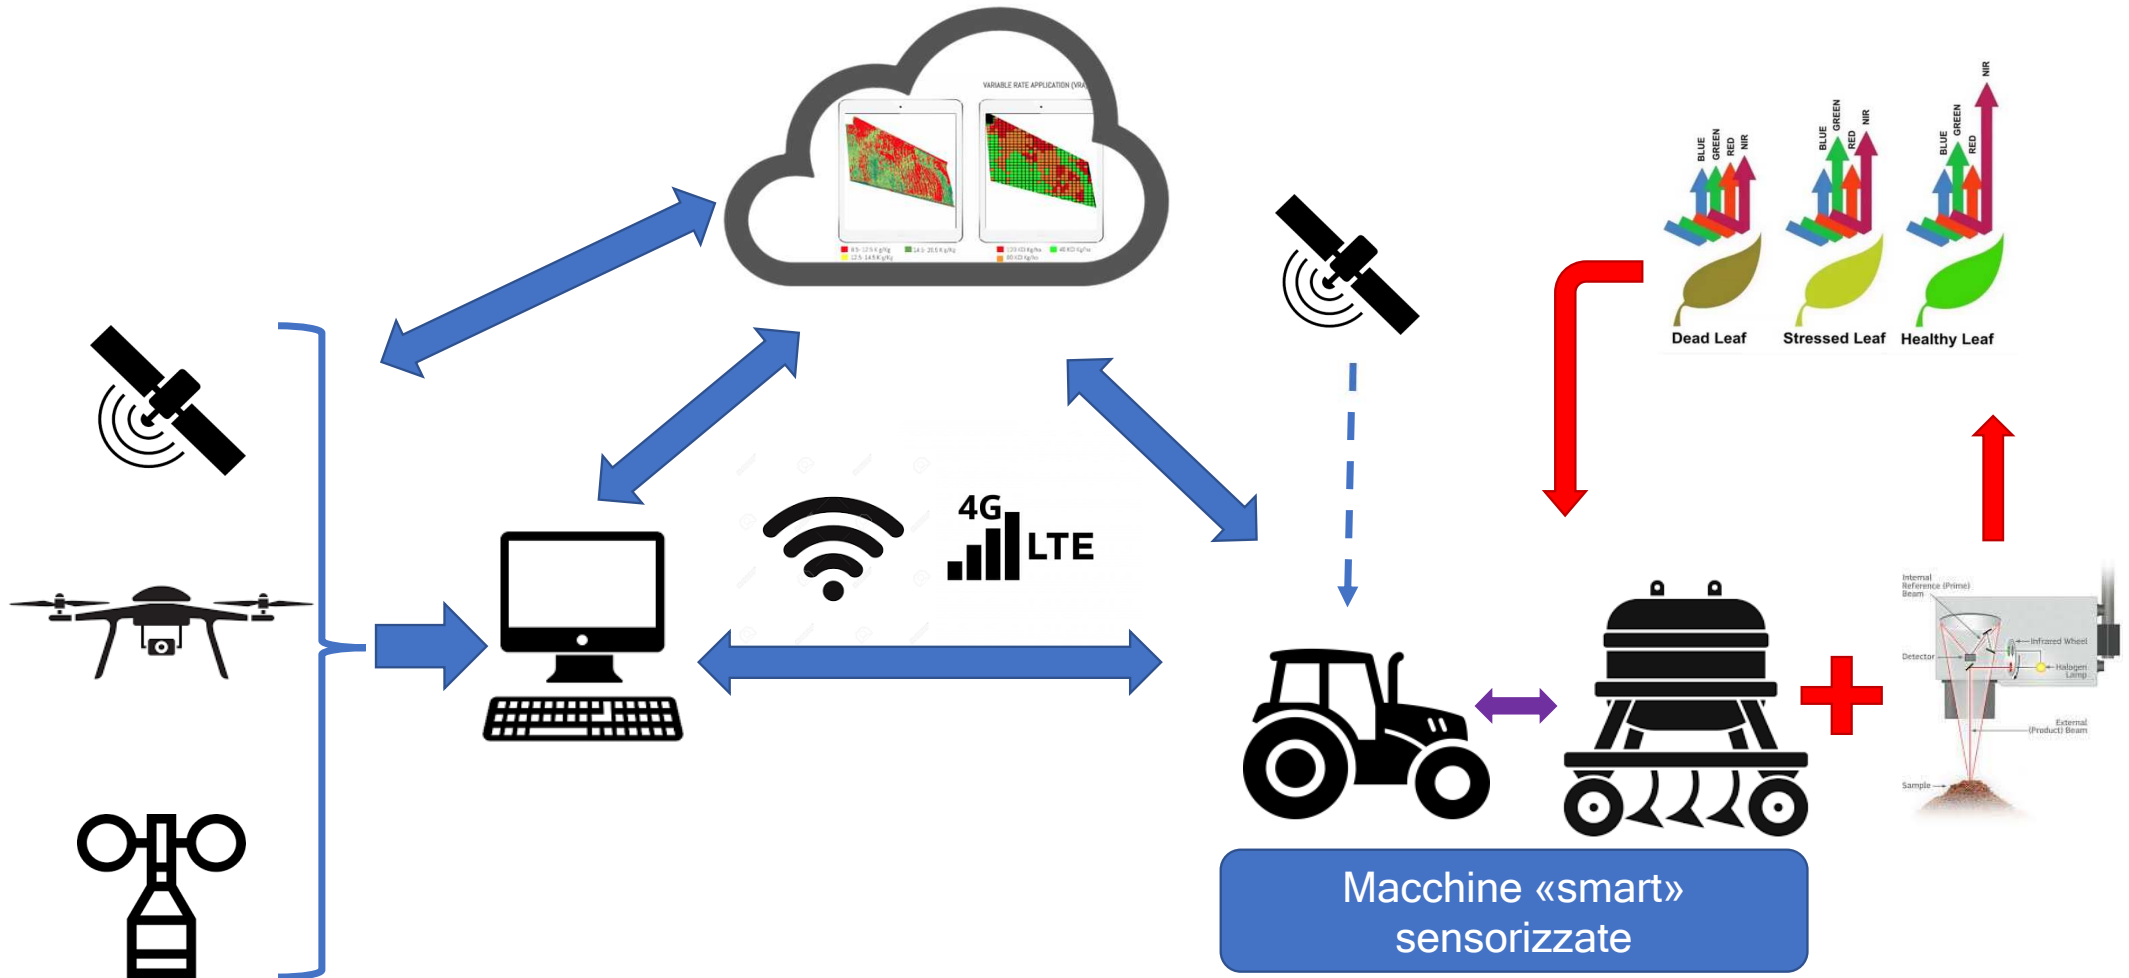 VARIABLE RATE APPLICATION (VRA)
BLUE
GREEN
RED
NIR
BLUE
GREEN
RED
NIR
BLUE
GREEN
RED
NIR
Dead Leaf
Stressed Leaf
Healthy Leaf
4G
LTE
Internal
Reference (Prime)
Beam
Infrared Wheel
Detector
Halogen
Lamp
External
(Product) Beam
Sample
Macchine «smart»
sensorizzate